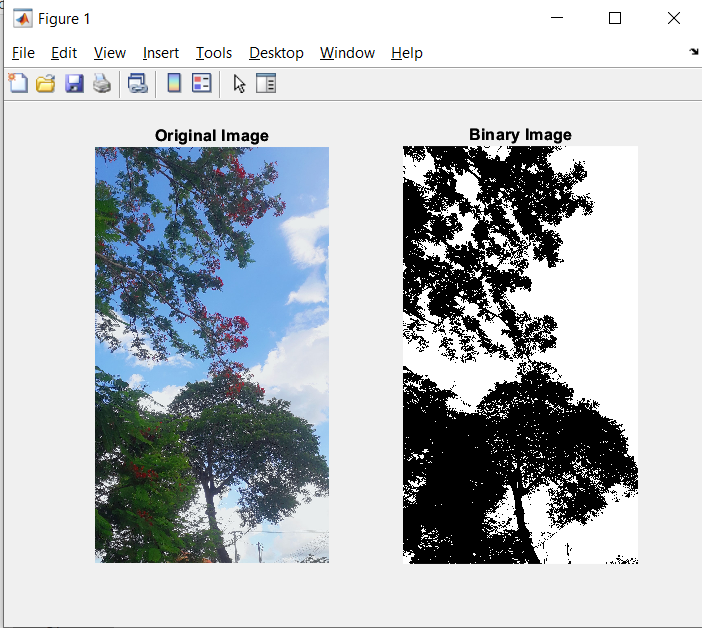 Figure 1
File Edit View Insert Tools Desktop Window Help
Original Image
Binary Image